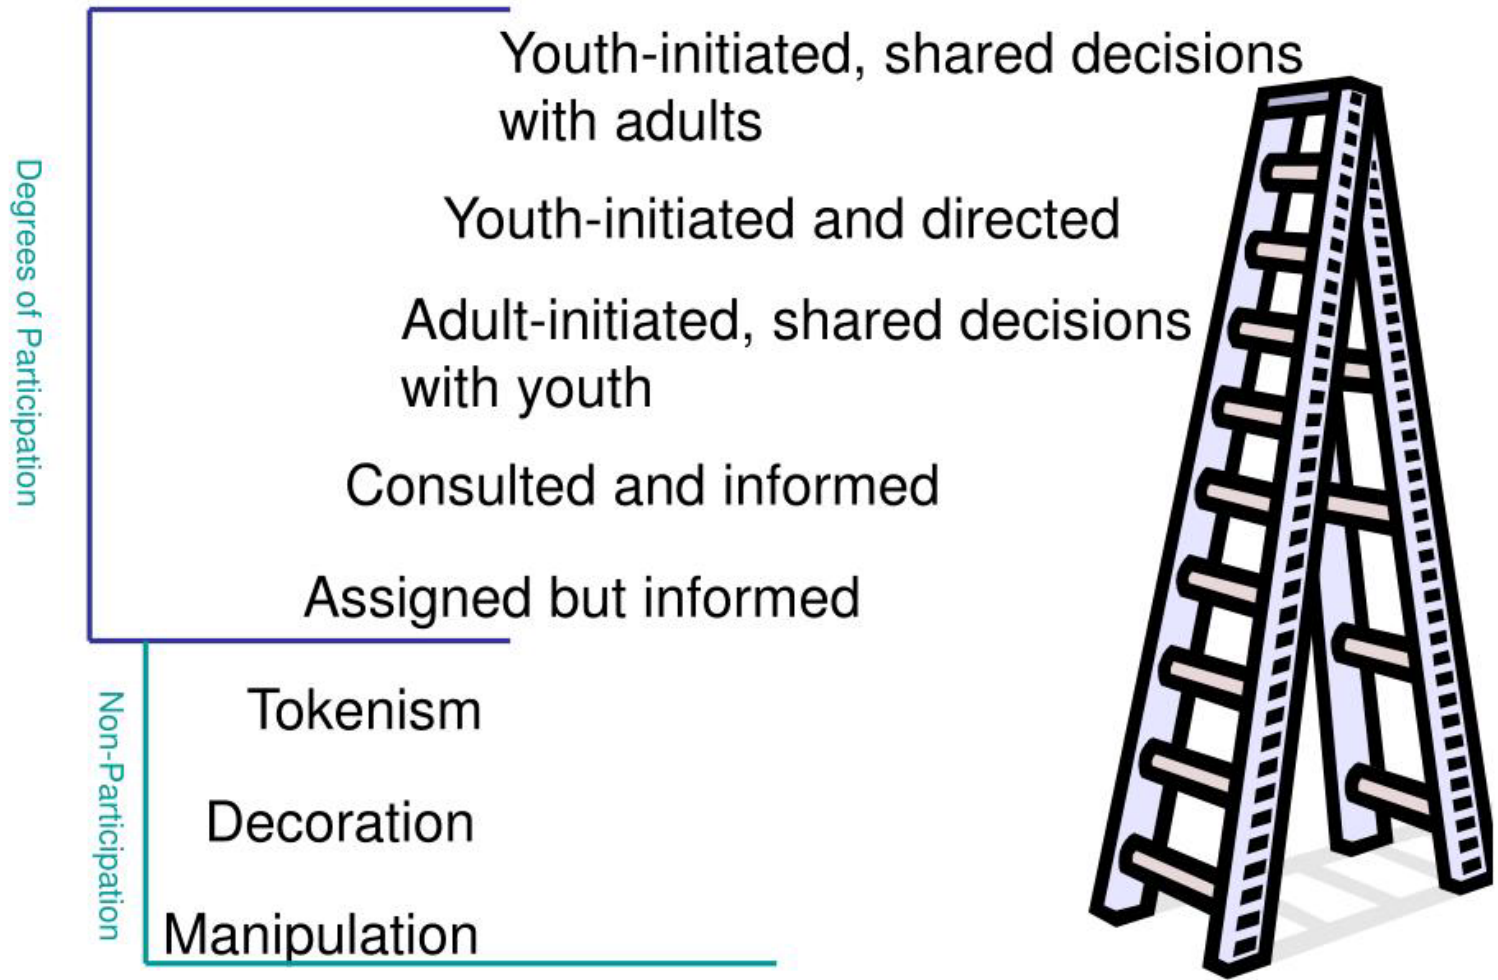 Youth-initiated, shared decisions
with adults
Youth-initiated and directed
Adult-initiated, shared decisions
with youth
Consulted and informed
Assigned but informed
Degrees of Participation
Tokenism
Decoration
Manipulation
Non-Participation